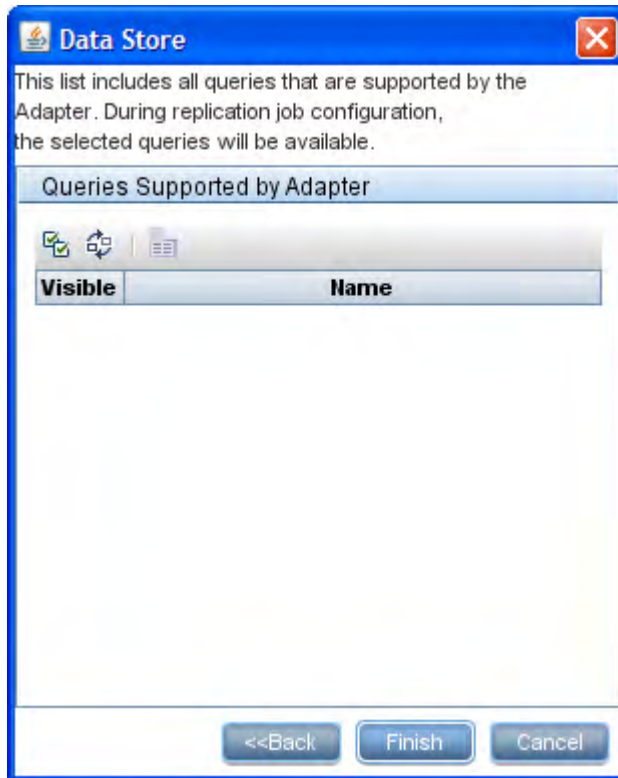 Data Store
This list includes all queries that are supported by the
Adapter. During replication job configuration,
the selected queries will be available.
Queries Supported by Adapter
Visible Name
<<Back Finish Cancel